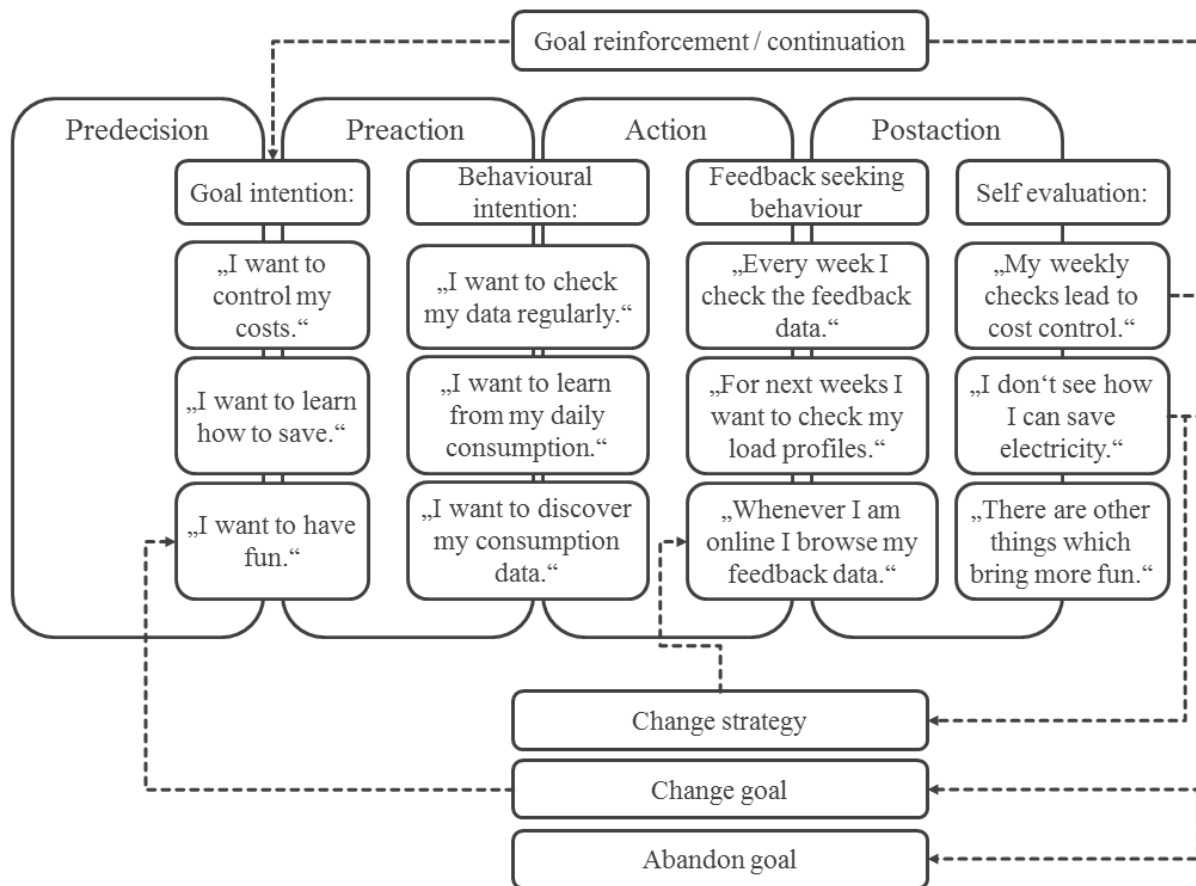 Goal reinforcement / continuation
Predecision
Preaction
Action
Postaction
Goal intention:
Behavioural
intention:
Feedback seeking
behaviour
Self evaluation:
„I want to
control my
costs.“
„I want to check
my data regularly.“
„Every week I
check the feedback
data.“
„My weekly
checks lead to
cost control.“
„I want to learn
how to save.“
„I want to learn
from my daily
consumption.“
„For next weeks I
want to check my
load profiles.“
„I don‘t see how
I can save
electricity.“
„I want to have
fun.“
„I want to discover
my consumption
data.“
„Whenever I am
online I browse my
feedback data.“
„There are other
things which
bring more fun.“
Change strategy
Change goal
Abandon goal